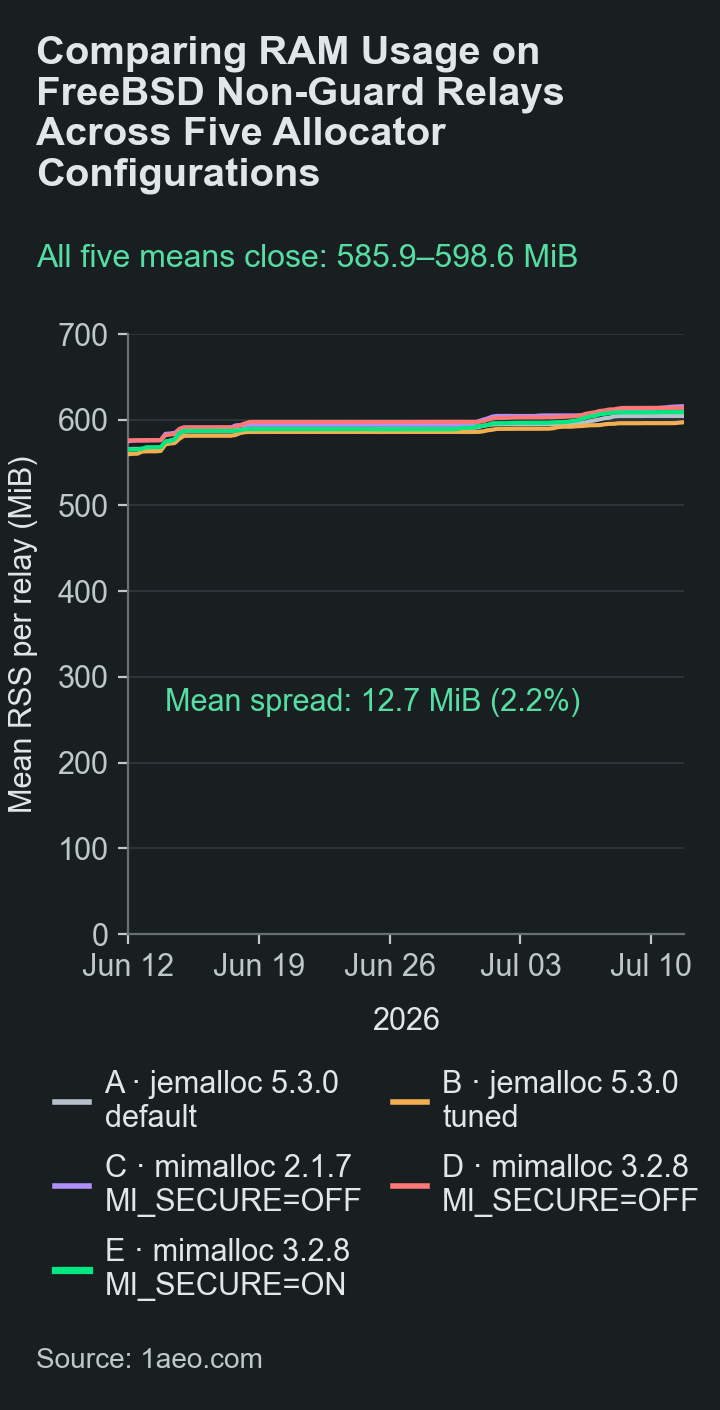 Comparing RAM Usage on
FreeBSD Non-Guard Relays
Across Five Allocator
Configurations
All five means close: 585.9–598.6 MiB
Mean RSS per relay (MiB)
700
600
500
400
300
200
100
0
Mean spread: 12.7 MiB (2.2%)
Jun 12
Jun 19
Jun 26
Jul 03
Jul 10
2026
A · jemalloc 5.3.0
default
B · jemalloc 5.3.0
tuned
C · mimalloc 2.1.7
MI_SECURE=OFF
D · mimalloc 3.2.8
MI_SECURE=OFF
E · mimalloc 3.2.8
MI_SECURE=ON
Source: 1aeo.com